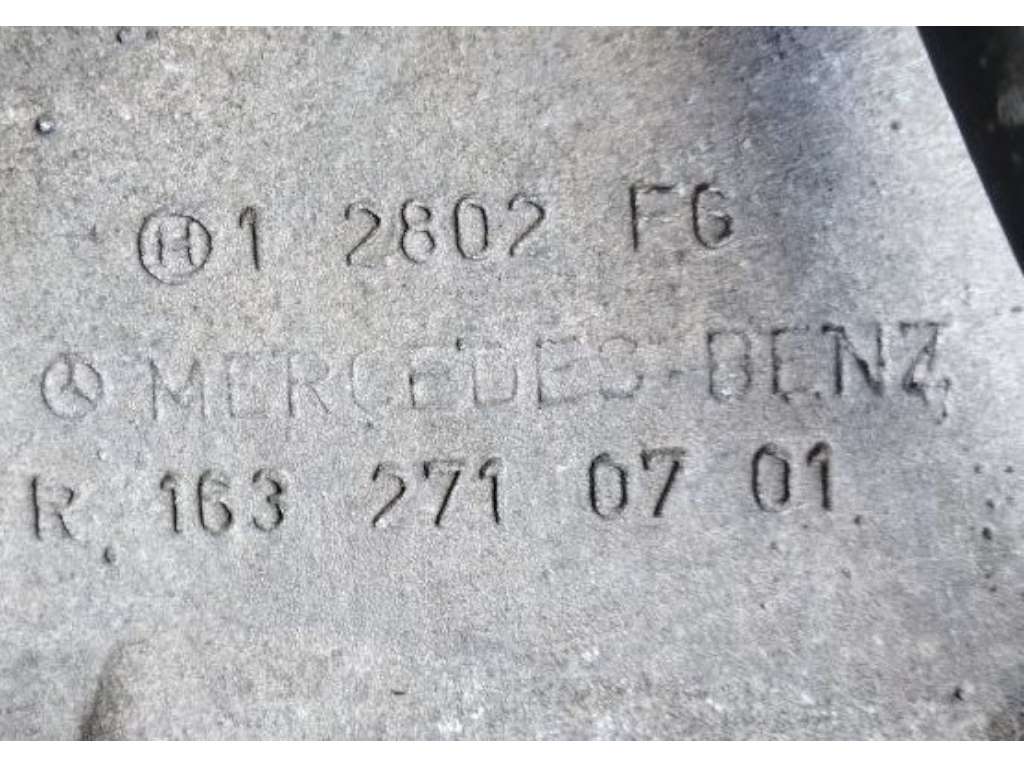 H 1 2802 FG
MERCEDES-BENZ
R 163 271 07 01